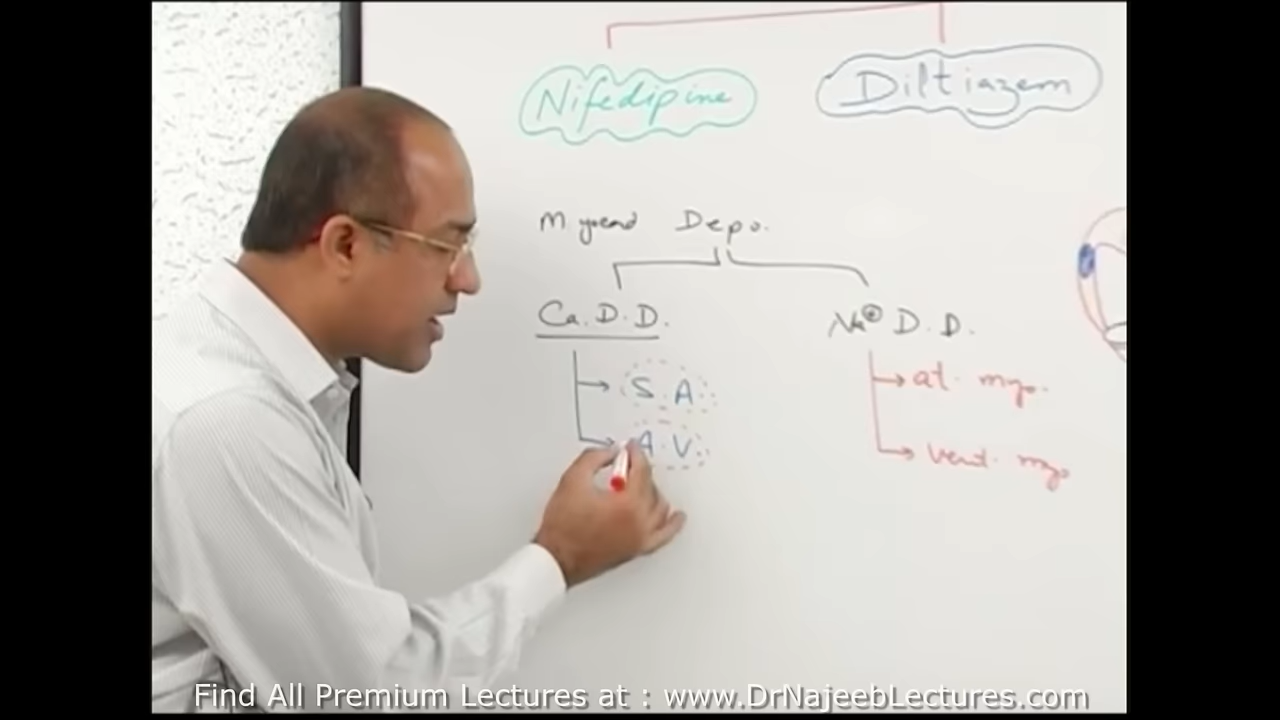 Nifedipine Diltiazem
Myocard Depo.
Ca.D.D. Na⊕ D.D.
S.A. at. myo.
A.V. vent. myo
Find All Premium Lectures at : www.DrNajeebLectures.com